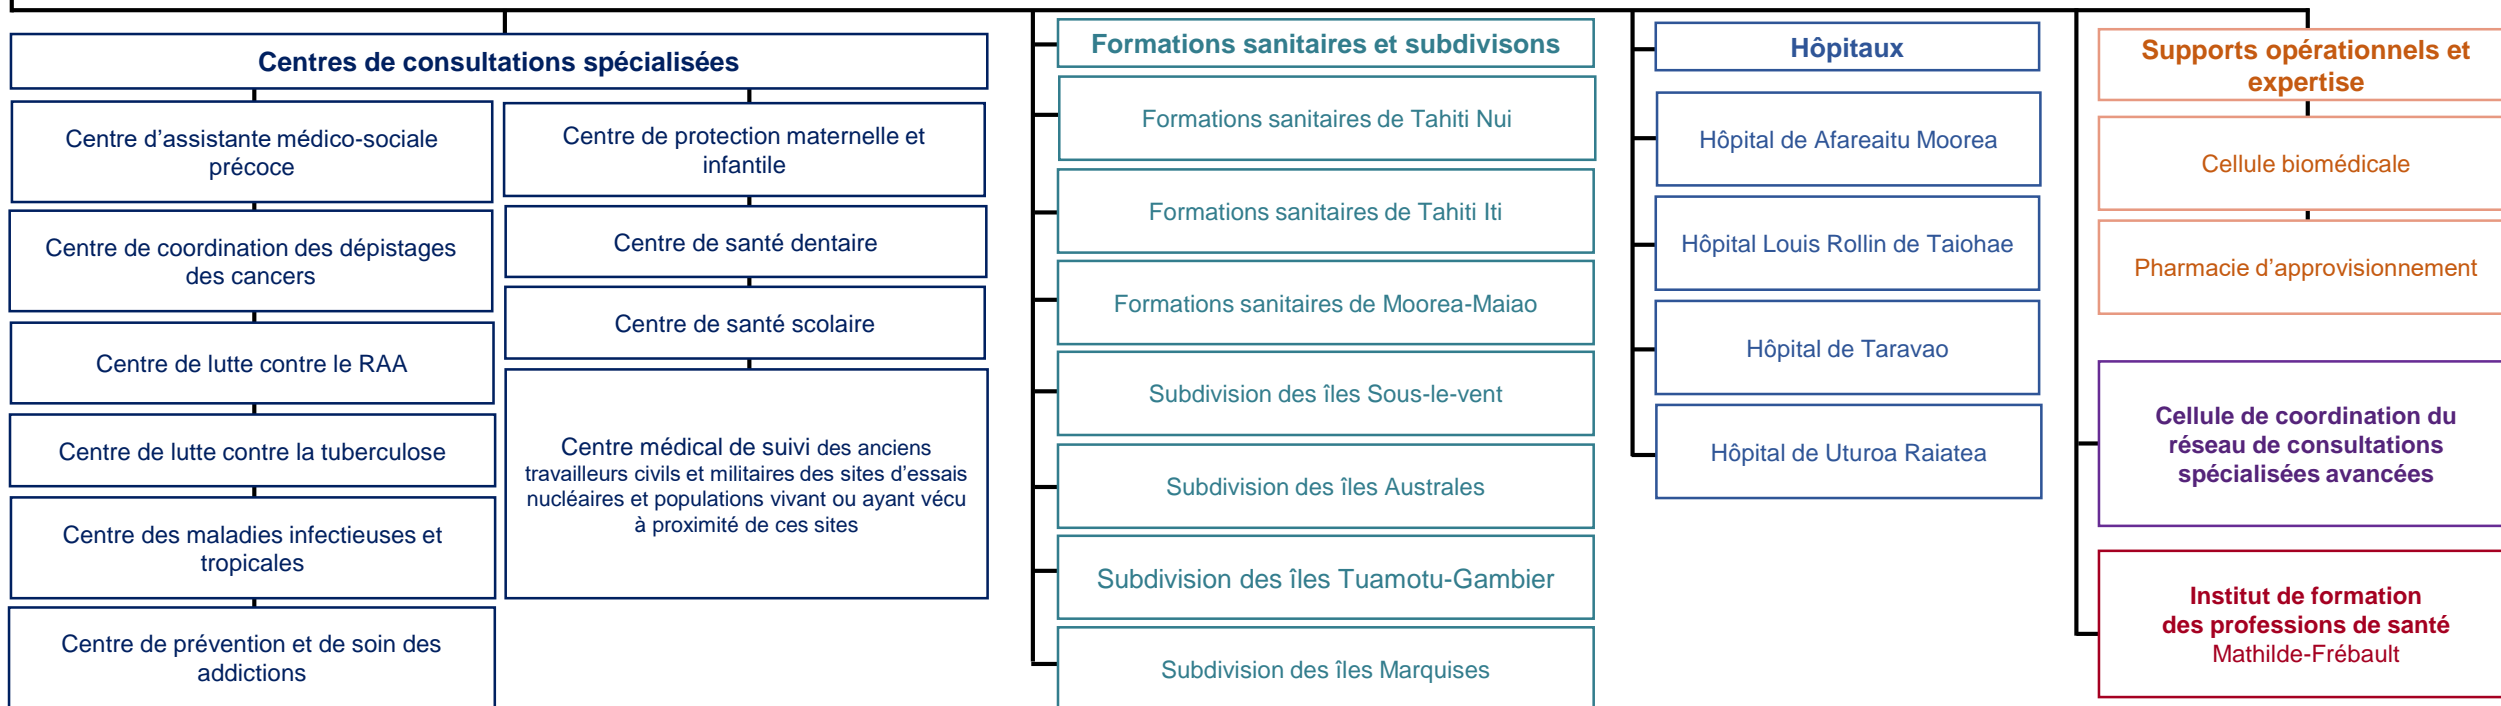 Centres de consultations spécialisées
Centre d'assistante médico-sociale
précoce
Centre de coordination des dépistages
des cancers
Centre de lutte contre le RAA
Centre de lutte contre la tuberculose
Centre des maladies infectieuses et
tropicales
Centre de prévention et de soin des
addictions
Centre de protection maternelle et
infantile
Centre de santé dentaire
Centre de santé scolaire
Centre médical de suivi des anciens
travailleurs civils et militaires des sites d'essais
nucléaires et populations vivant ou ayant vécu
à proximité de ces sites
Formations sanitaires et subdivisons
Formations sanitaires de Tahiti Nui
Formations sanitaires de Tahiti Iti
Formations sanitaires de Moorea-Maiao
Subdivision des îles Sous-le-vent
Subdivision des îles Australes
Subdivision des îles Tuamotu-Gambier
Subdivision des îles Marquises
Hôpitaux
Hôpital de Afareaitu Moorea
Hôpital Louis Rollin de Taiohae
Hôpital de Taravao
Hôpital de Uturoa Raiatea
Supports opérationnels et
expertise
Cellule biomédicale
Pharmacie d'approvisionnement
Cellule de coordination du
réseau de consultations
spécialisées avancées
Institut de formation
des professions de santé
Mathilde-Frébault